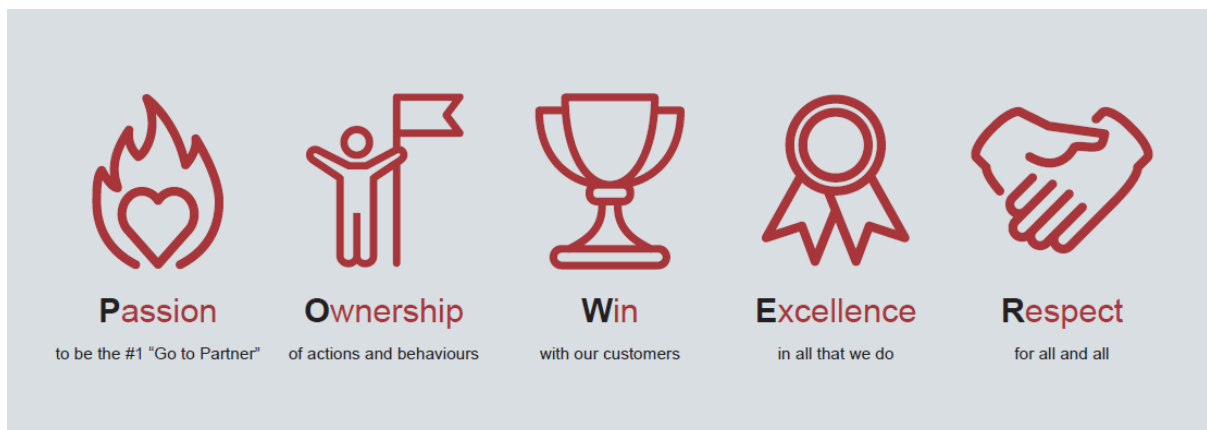 Passion Ownership Win Excellence Respect
to be the #1 “Go to Partner” of actions and behaviours with our customers in all that we do for all and all